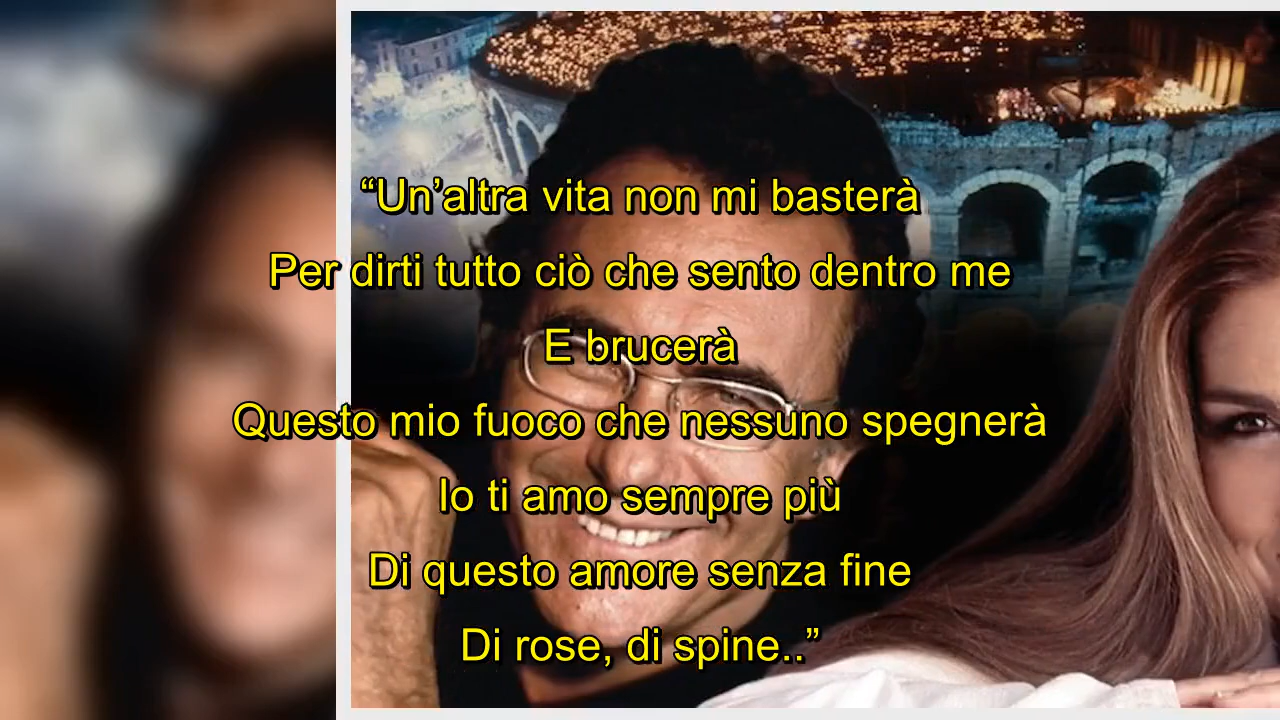 “Un’altra vita non mi basterà
Per dirti tutto ciò che sento dentro me
E brucerà
Questo mio fuoco che nessuno spegnerà
Io ti amo sempre più
Di questo amore senza fine
Di rose, di spine..”